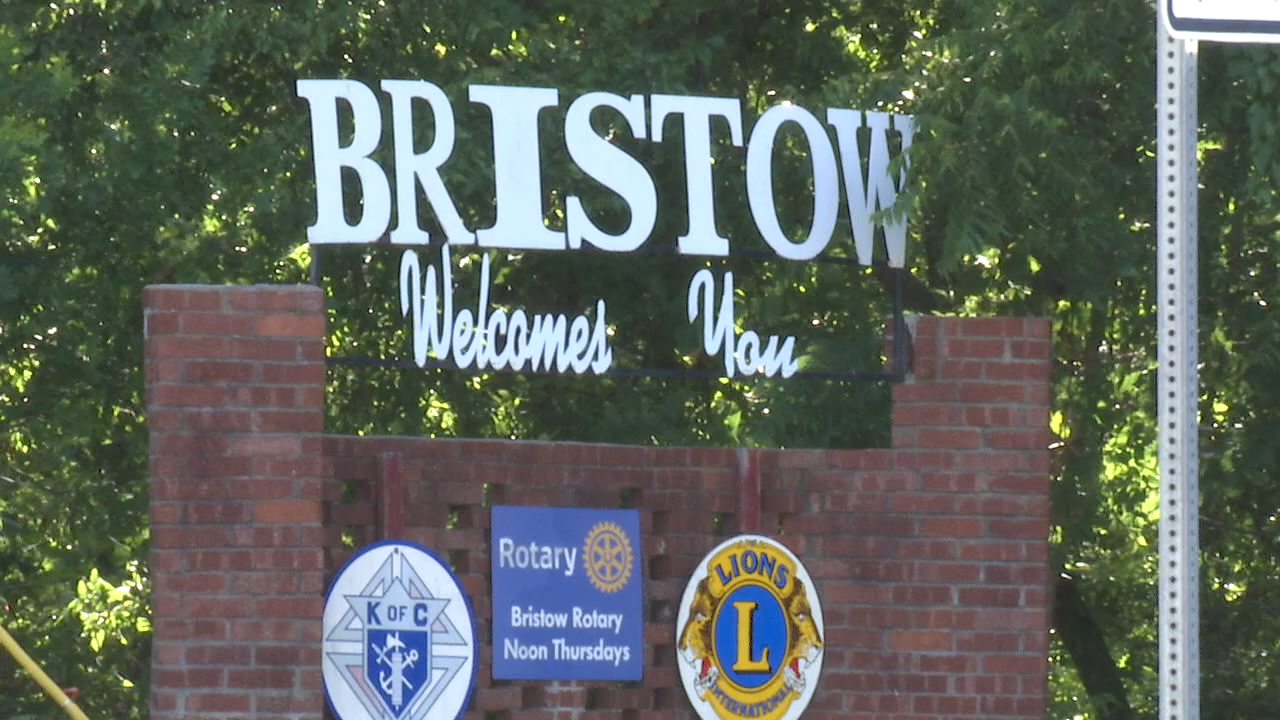 BRISTOW
Welcomes You
K OF C
Rotary
Bristow Rotary
Noon Thursdays
LIONS
L
INTERNATIONAL